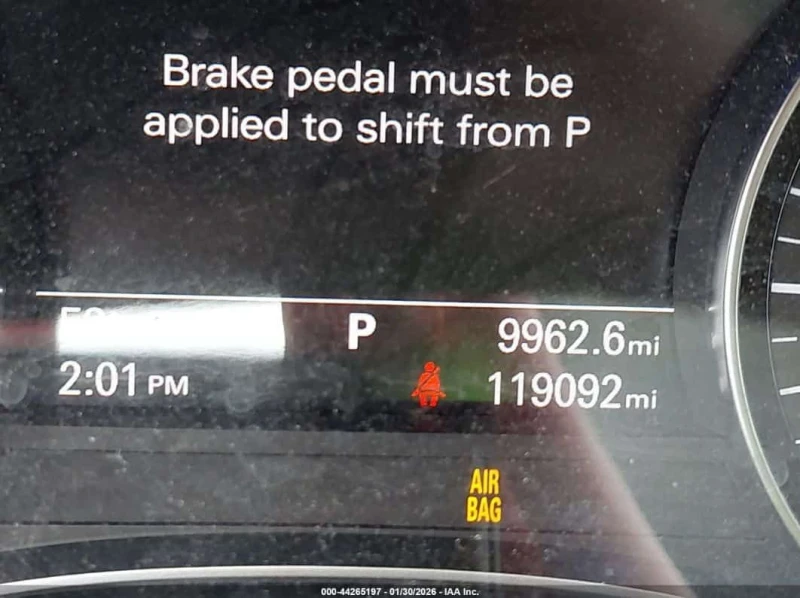 Brake pedal must be
applied to shift from P
P 9962.6mi
2:01 PM 119092mi
AIR
BAG
000-44265197 - 01/30/2026 - IAA Inc.